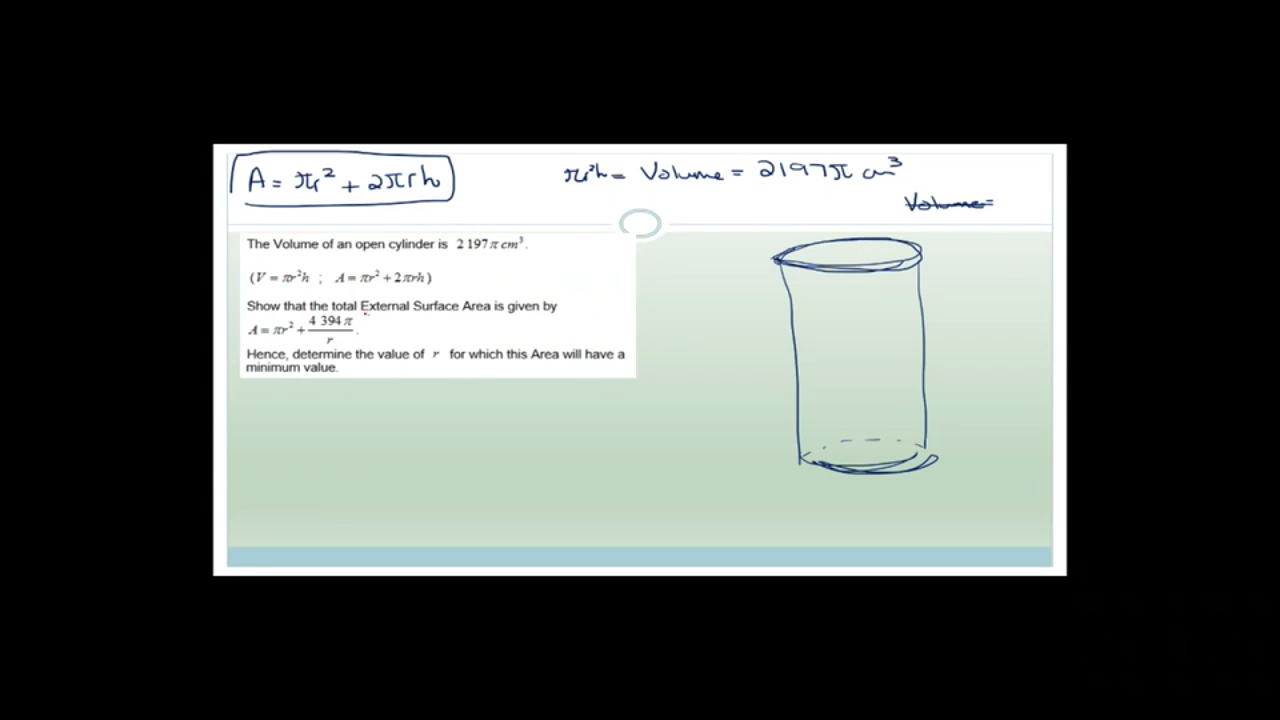 A = πr² + 2πrh
πr²h = Volume = 2197π cm³
Volume =
The Volume of an open cylinder is 2 197 π cm³.
(V = πr²h ; A = πr² + 2πrh)
Show that the total External Surface Area is given by
A = πr² + 4 394 π / r .
Hence, determine the value of r for which this Area will have a
minimum value.